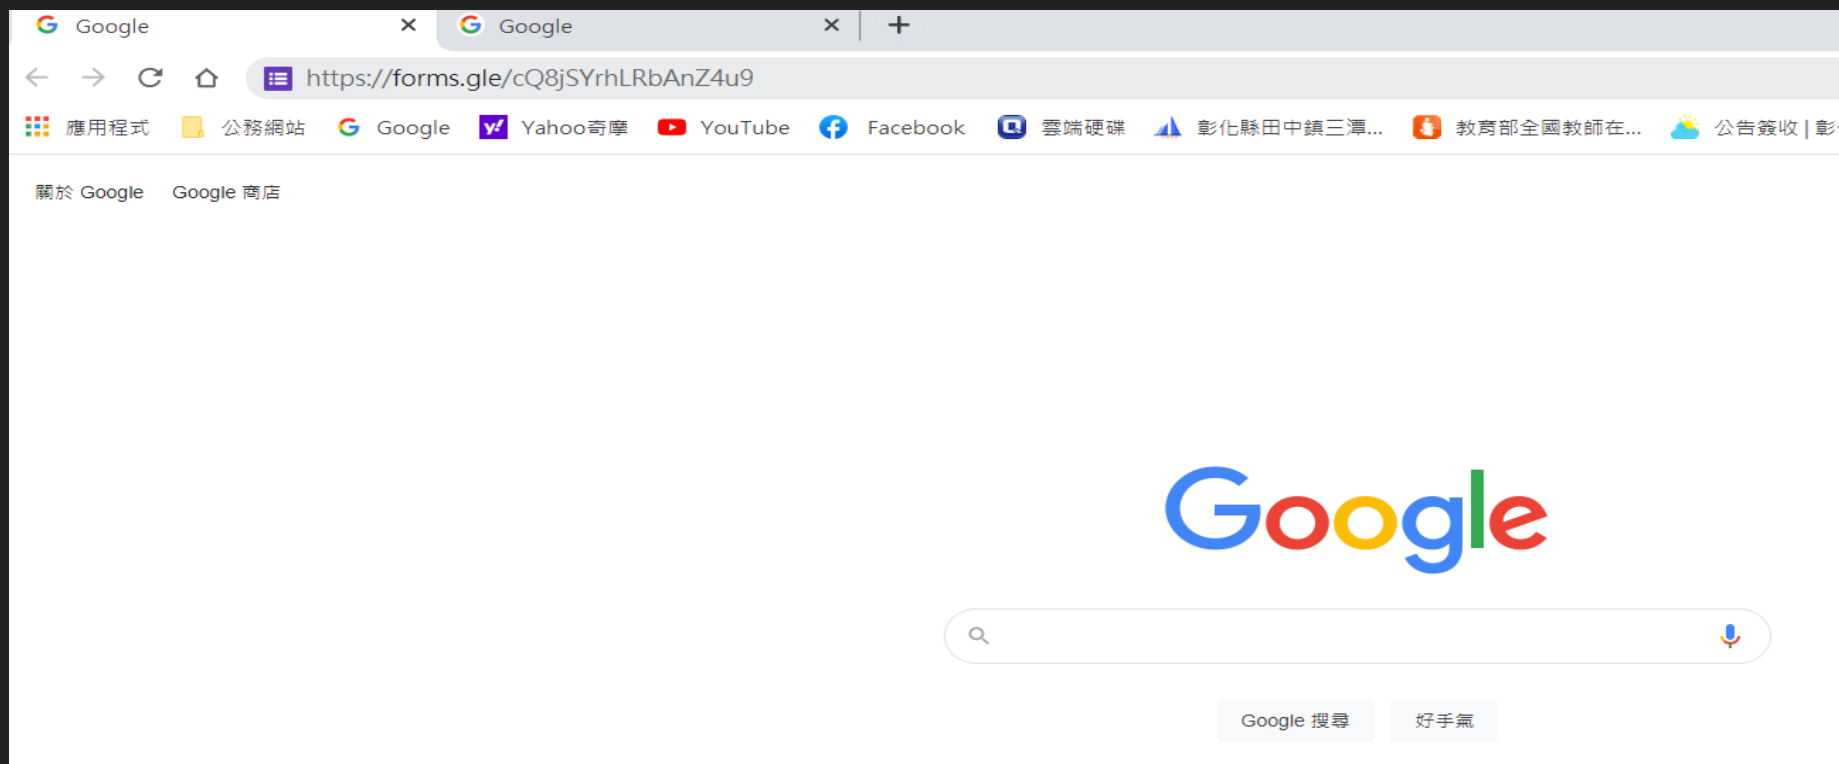 Google Google
https://forms.gle/cQ8jSYrhLRbAnZ4u9
應用程式 公務網站 Google Yahoo奇摩 YouTube Facebook 雲端硬碟 彰化縣田中鎮三潭... 教育部全國教師在... 公告簽收 | 彰
關於 Google Google 商店
Google
Google 搜尋 好手氣